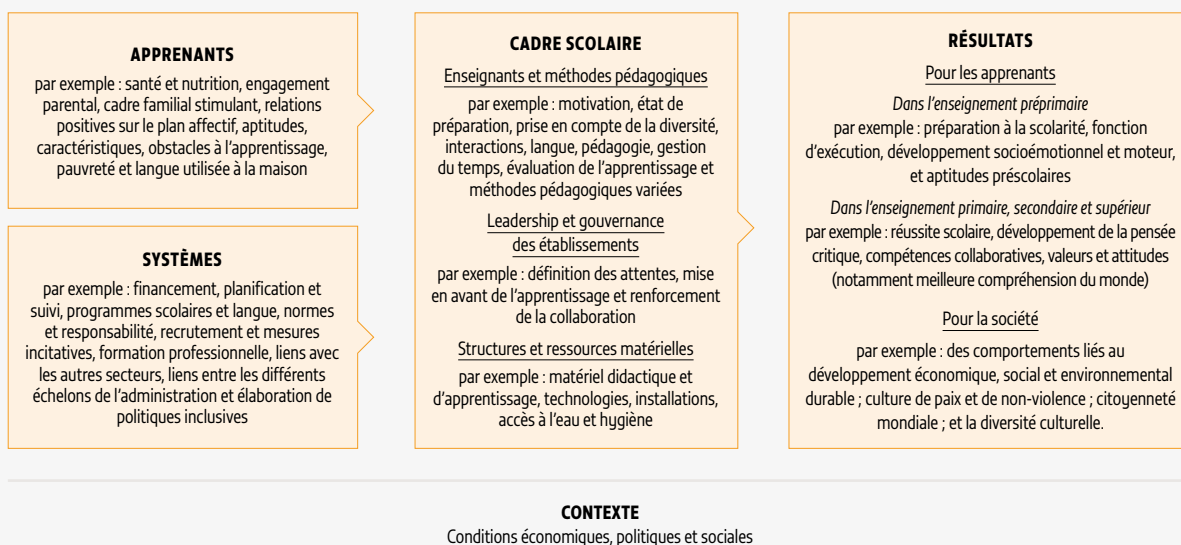 APPRENANTS
par exemple : santé et nutrition, engagement
parental, cadre familial stimulant, relations
positives sur le plan affectif, aptitudes,
caractéristiques, obstacles à l'apprentissage,
pauvreté et langue utilisée à la maison
SYSTÈMES
par exemple : financement, planification et
suivi, programmes scolaires et langue, normes
et responsabilité, recrutement et mesures
incitatives, formation professionnelle, liens avec
les autres secteurs, liens entre les différents
échelons de l'administration et élaboration de
politiques inclusives
CADRE SCOLAIRE
Enseignants et méthodes pédagogiques
par exemple : motivation, état de
préparation, prise en compte de la diversité,
interactions, langue, pédagogie, gestion
du temps, évaluation de l'apprentissage et
méthodes pédagogiques variées
Leadership et gouvernance
des établissements
par exemple : définition des attentes, mise
en avant de l'apprentissage et renforcement
de la collaboration
Structures et ressources matérielles
par exemple : matériel didactique et
d'apprentissage, technologies, installations,
accès à l'eau et hygiène
RÉSULTATS
Pour les apprenants
Dans l'enseignement préprimaire
par exemple : préparation à la scolarité, fonction
d'exécution, développement socioémotionnel et moteur,
et aptitudes préscolaires
Dans l'enseignement primaire, secondaire et supérieur
par exemple : réussite scolaire, développement de la pensée
critique, compétences collaboratives, valeurs et attitudes
(notamment meilleure compréhension du monde)
Pour la société
par exemple : des comportements liés au
développement économique, social et environnemental
durable ; culture de paix et de non-violence ; citoyenneté
mondiale ; et la diversité culturelle.
CONTEXTE
Conditions économiques, politiques et sociales